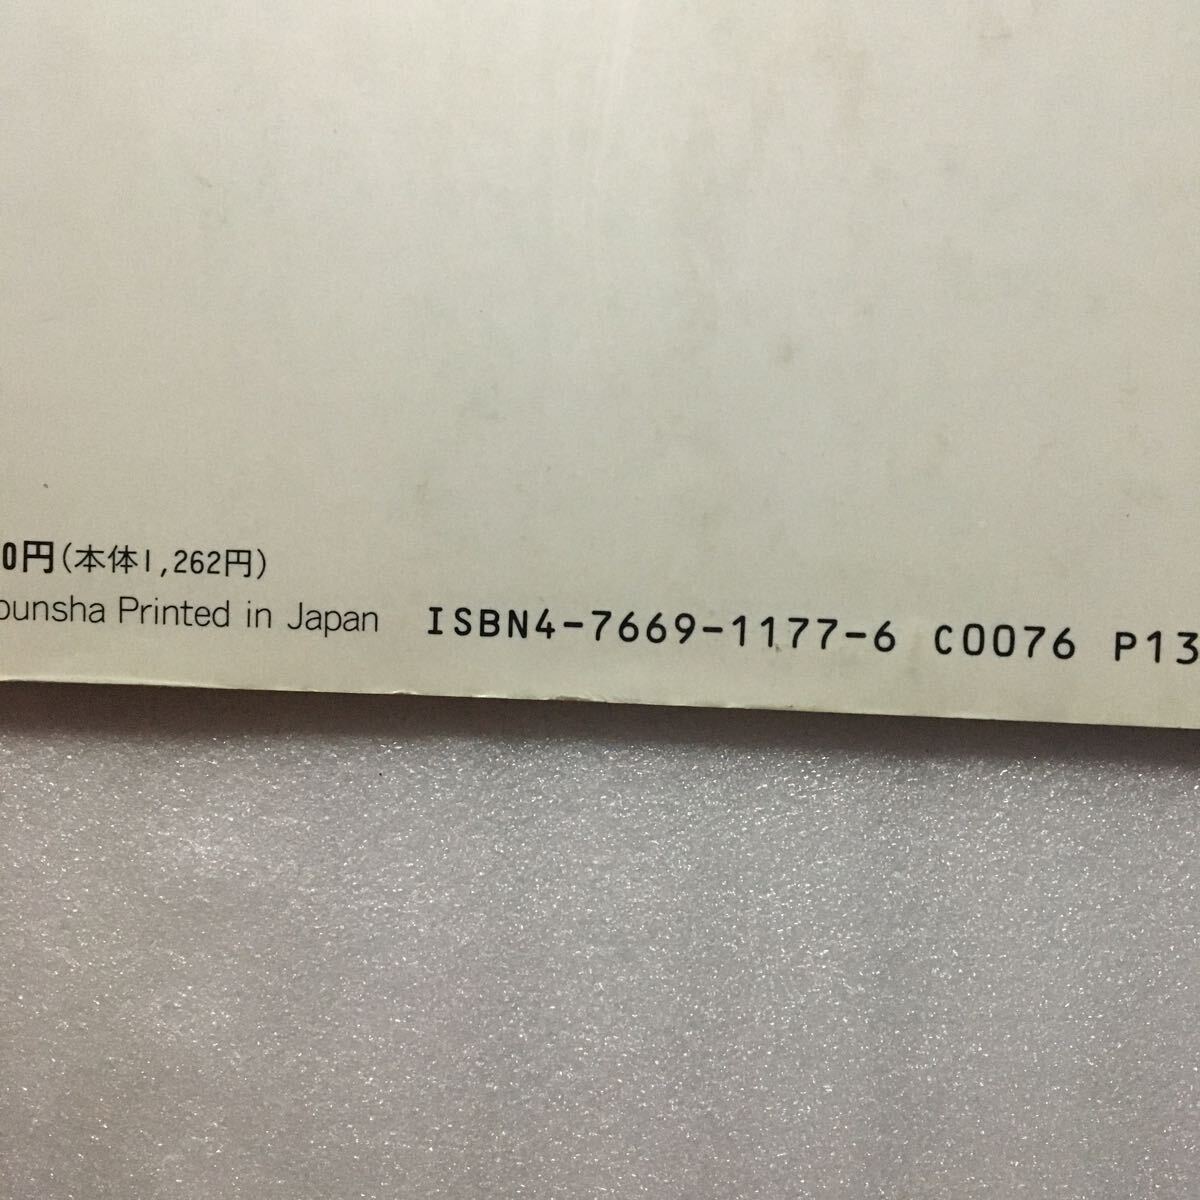 0円(本体1,262円)
bunsha Printed in Japan ISBN4-7669-1177-6 C0076 P13